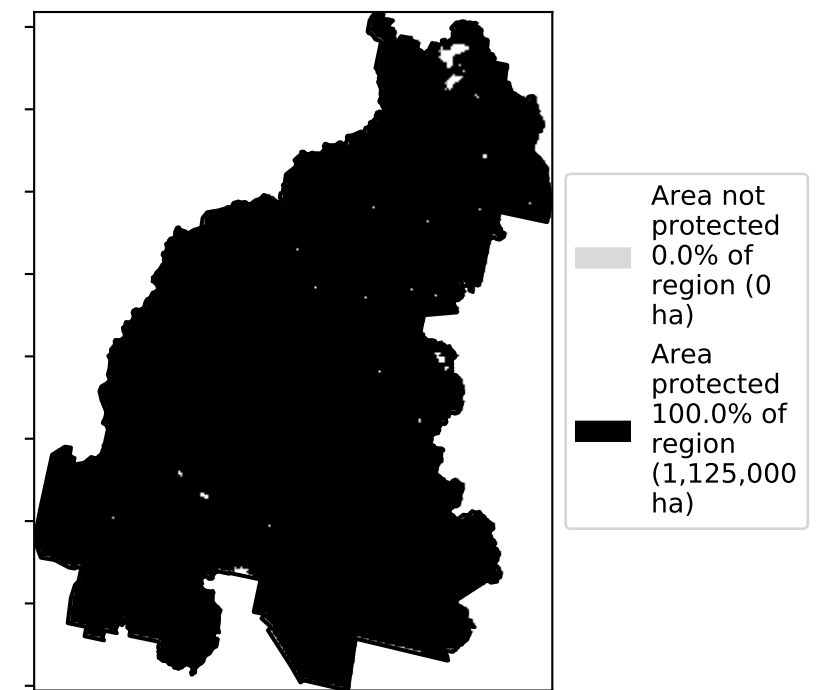 Area not
protected
0.0% of
region (0
ha)
Area
protected
100.0% of
region
(1,125,000
ha)